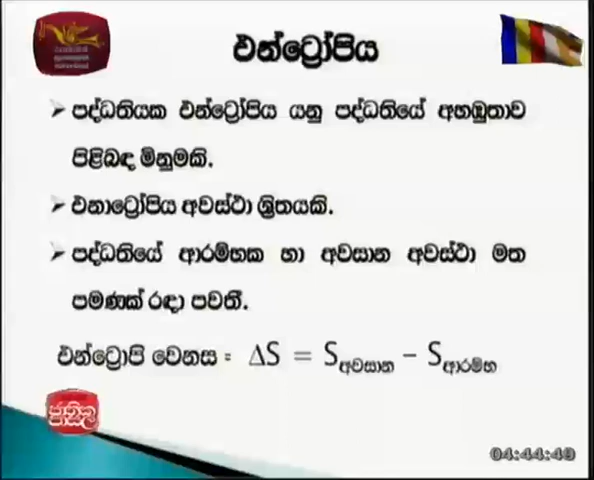 එන්ට්‍රෝපිය
➢ පද්ධතියක එන්ට්‍රෝපිය යනු පද්ධතියේ අහඹුතාව
පිළිබඳ මිනුමකි.
➢ එනාට්‍රෝපිය අවස්ථා ශ්‍රිතයකි.
➢ පද්ධතියේ ආරම්භක හා අවසාන අවස්ථා මත
පමණක් රඳා පවතී.
එන්ට්‍රොපි වෙනස = ΔS = Sඅවසාන − Sආරම්භ
ජාතික
පාසල
04:44:49